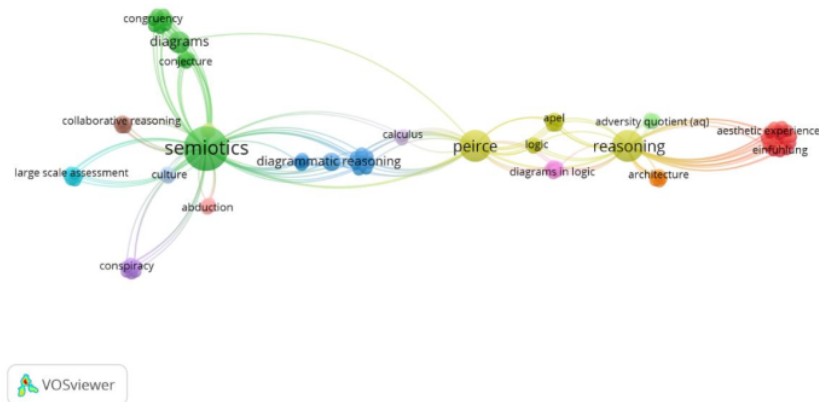 congruency
diagrams
conjecture
collaborative reasoning
semiotics
large scale assessment
culture
abduction
conspiracy
calculus
diagrammatic reasoning
peirce
apel
logic
diagrams in logic
adversity quotient (aq)
reasoning
architecture
aesthetic experience
einfuhlung
VOSviewer